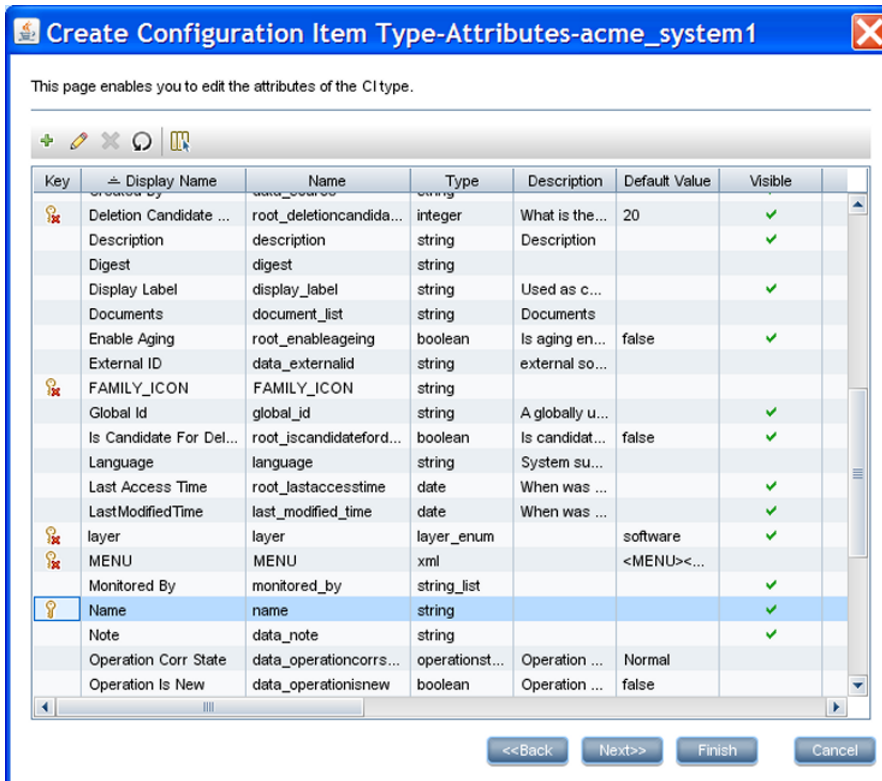 Create Configuration Item Type-Attributes-acme_system1
This page enables you to edit the attributes of the CI type.
Key Display Name Name Type Description Default Value Visible
Deletion Candidate ... root_deletioncandida... integer What is the... 20
Description description string Description
Digest digest string
Display Label display_label string Used as c...
Documents document_list string Documents
Enable Aging root_enableageing boolean Is aging en... false
External ID data_externalid string external so...
FAMILY_ICON FAMILY_ICON string
Global Id global_id string A globally u...
Is Candidate For Del... root_iscandidateford... boolean Is candidat... false
Language language string System su...
Last Access Time root_lastaccesstime date When was ...
LastModifiedTime last_modified_time date When was ...
layer layer layer_enum software
MENU MENU xml <MENU><...
Monitored By monitored_by string_list
Name name string
Note data_note string
Operation Corr State data_operationcorrs... operationst... Operation ... Normal
Operation Is New data_operationisnew boolean Operation ... false
<<Back Next>> Finish Cancel